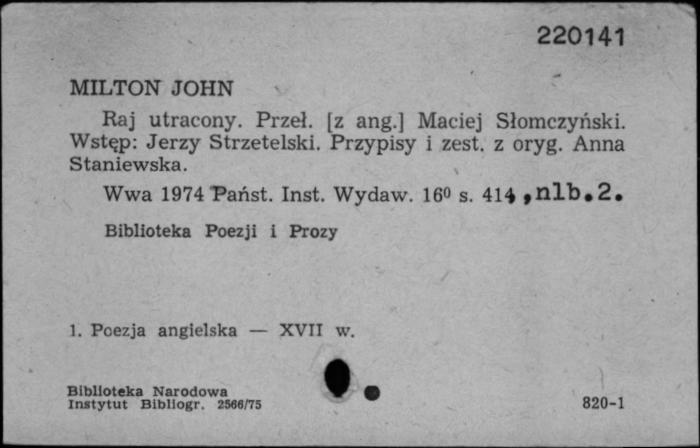 220141
MILTON JOHN
Raj utracony. Przeł. [z ang.] Maciej Słomczyński.
Wstęp: Jerzy Strzetelski. Przypisy i zest. z oryg. Anna
Staniewska.
Wwa 1974 Państ. Inst. Wydaw. 16⁰ s. 414, nlb.2.
Biblioteka Poezji i Prozy
1. Poezja angielska — XVII w.
Biblioteka Narodowa
Instytut Bibliogr. 2566/75
820-1